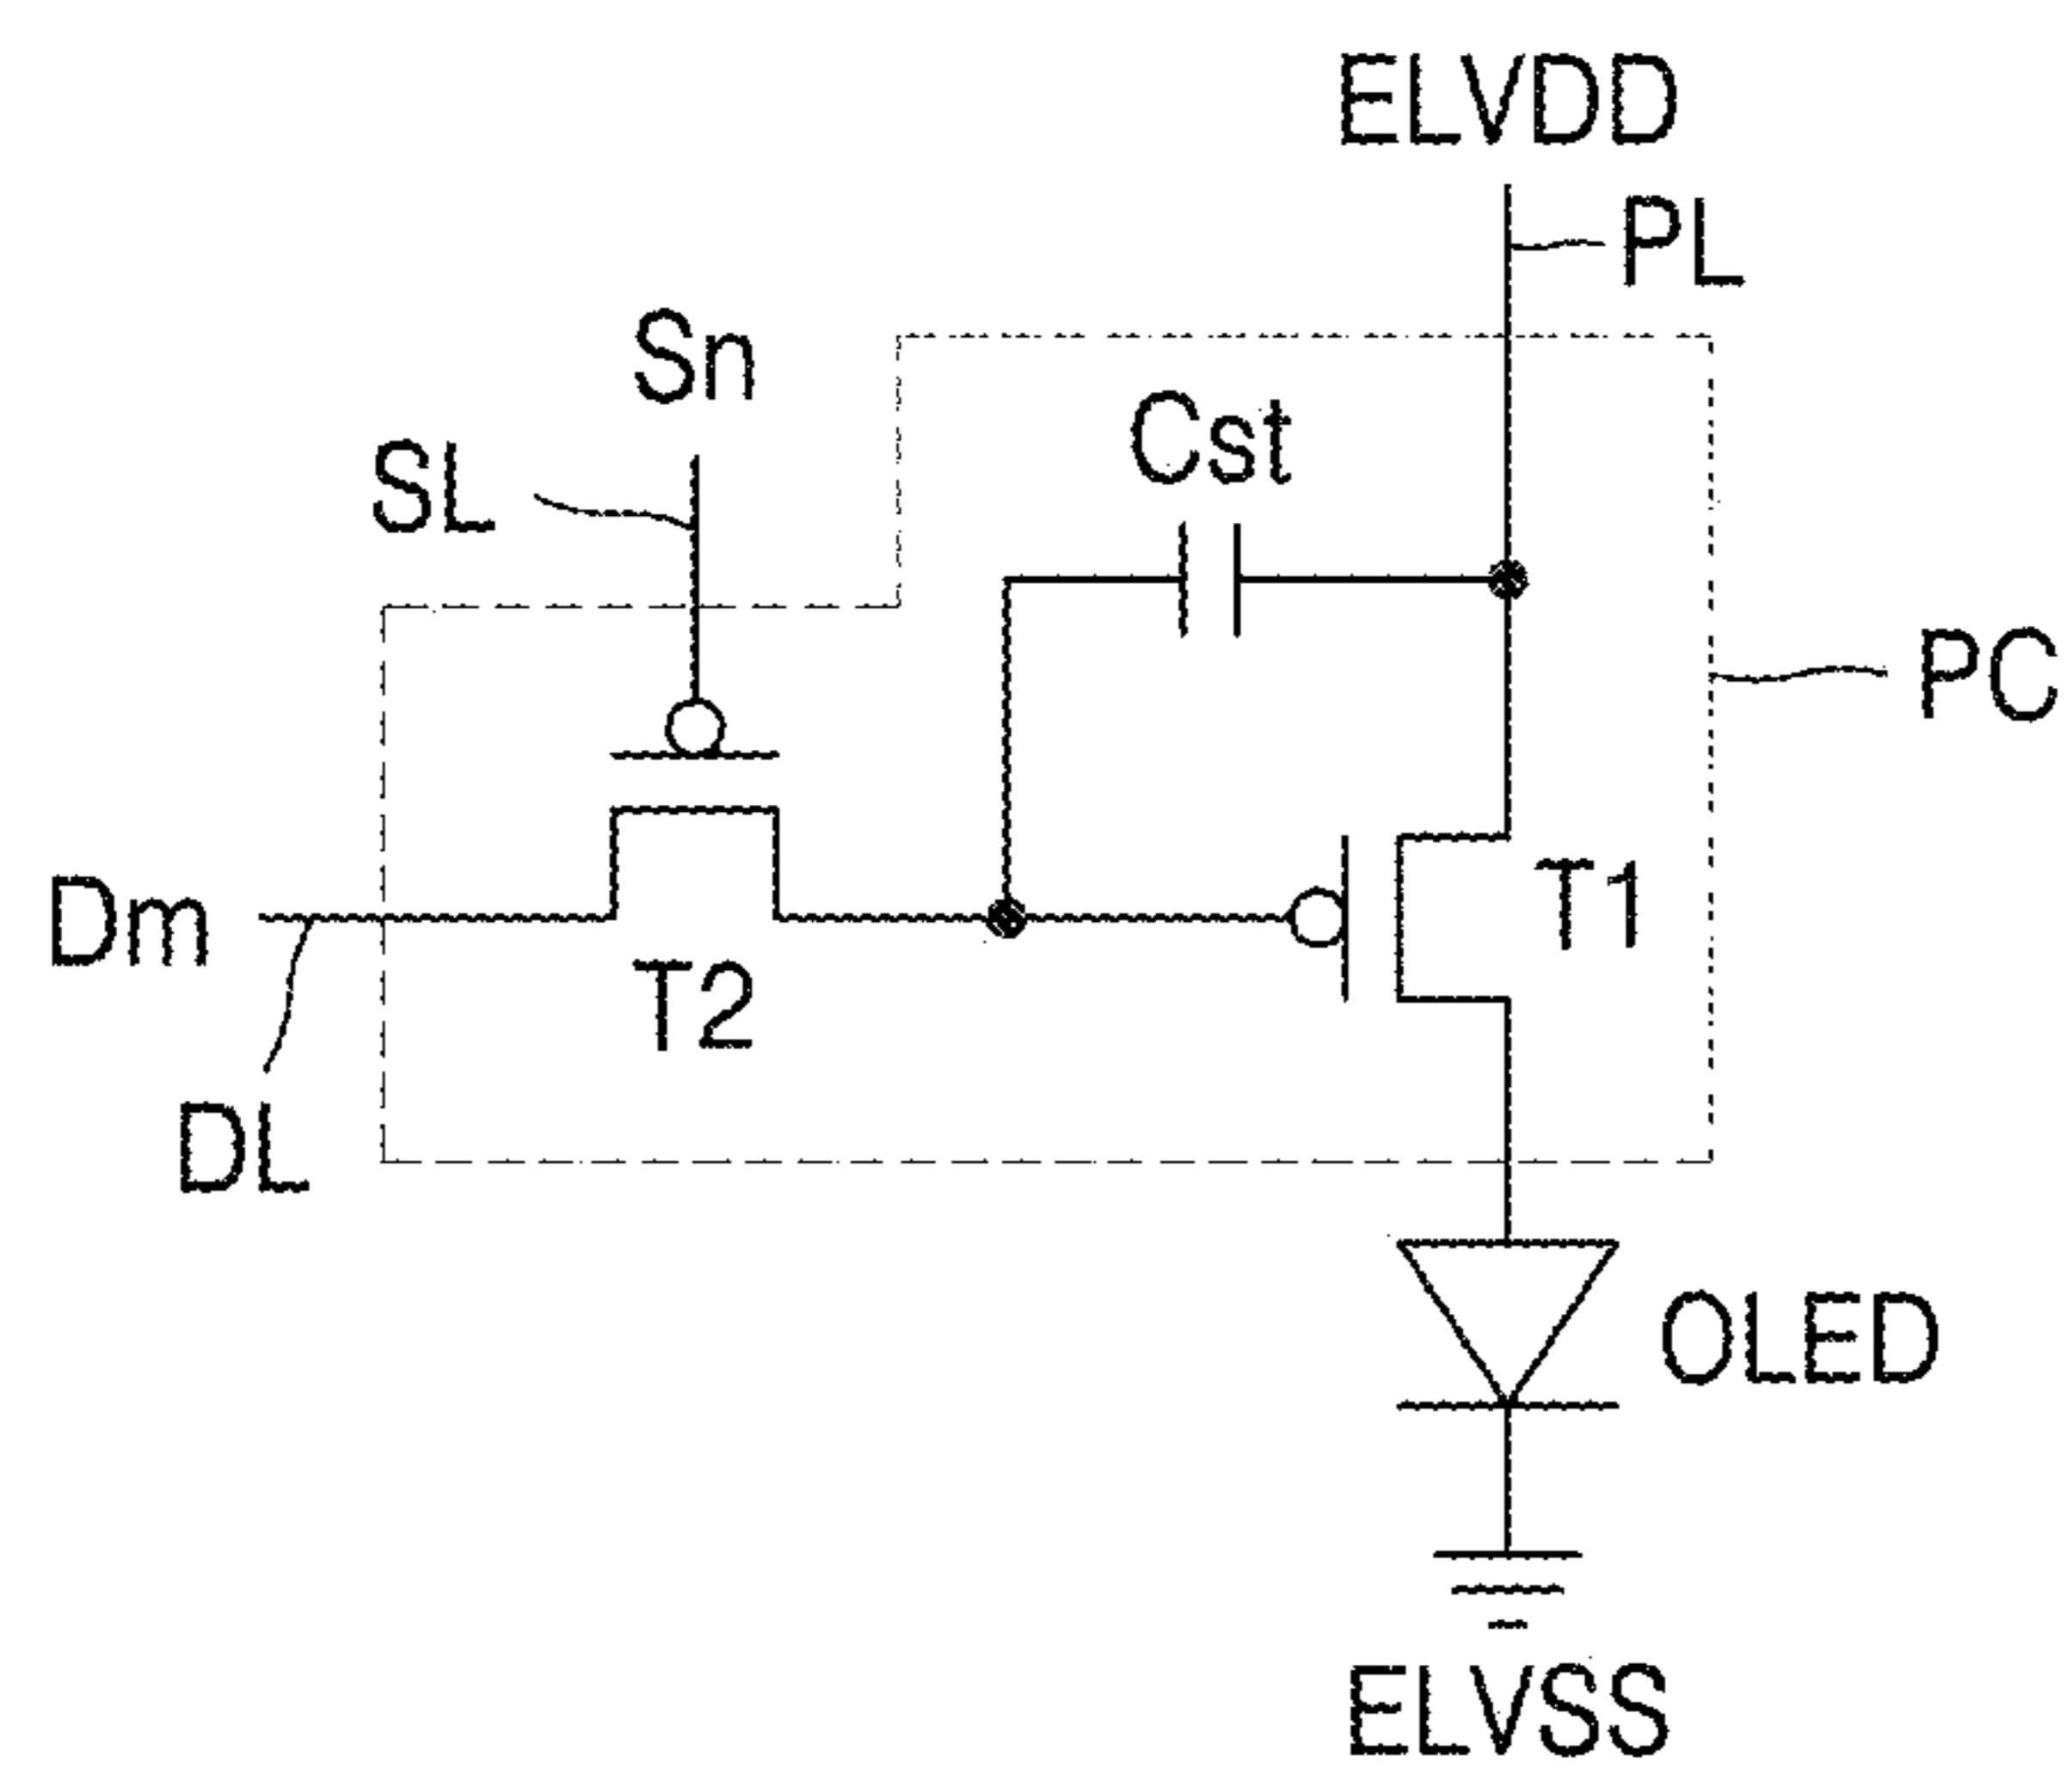 ELVDD
PL
Sn
Cst
SL
PC
Dm
T1
T2
DL
OLED
ELVSS